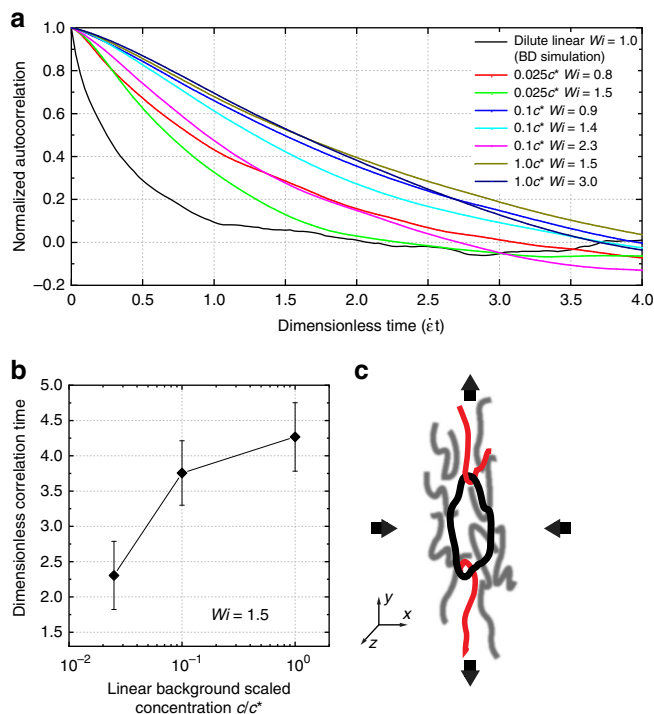 a
Normalized autocorrelation
1.0
0.8
0.6
0.4
0.2
0.0
−0.2
0
0.5
1.0
1.5
2.0
2.5
3.0
3.5
4.0
Dimensionless time (ε̇t)
Dilute linear Wi = 1.0
(BD simulation)
0.025c* Wi = 0.8
0.025c* Wi = 1.5
0.1c* Wi = 0.9
0.1c* Wi = 1.4
0.1c* Wi = 2.3
1.0c* Wi = 1.5
1.0c* Wi = 3.0
b
Dimensionless correlation time
5.0
4.5
4.0
3.5
3.0
2.5
2.0
1.5
Wi = 1.5
10⁻²
10⁻¹
10⁰
Linear background scaled
concentration c/c*
c
y
x
z